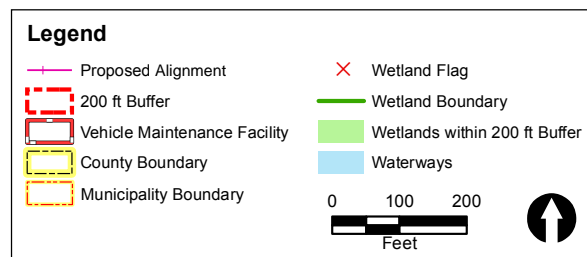 Legend
Proposed Alignment
200 ft Buffer
Vehicle Maintenance Facility
County Boundary
Municipality Boundary
Wetland Flag
Wetland Boundary
Wetlands within 200 ft Buffer
Waterways
0 100 200
Feet